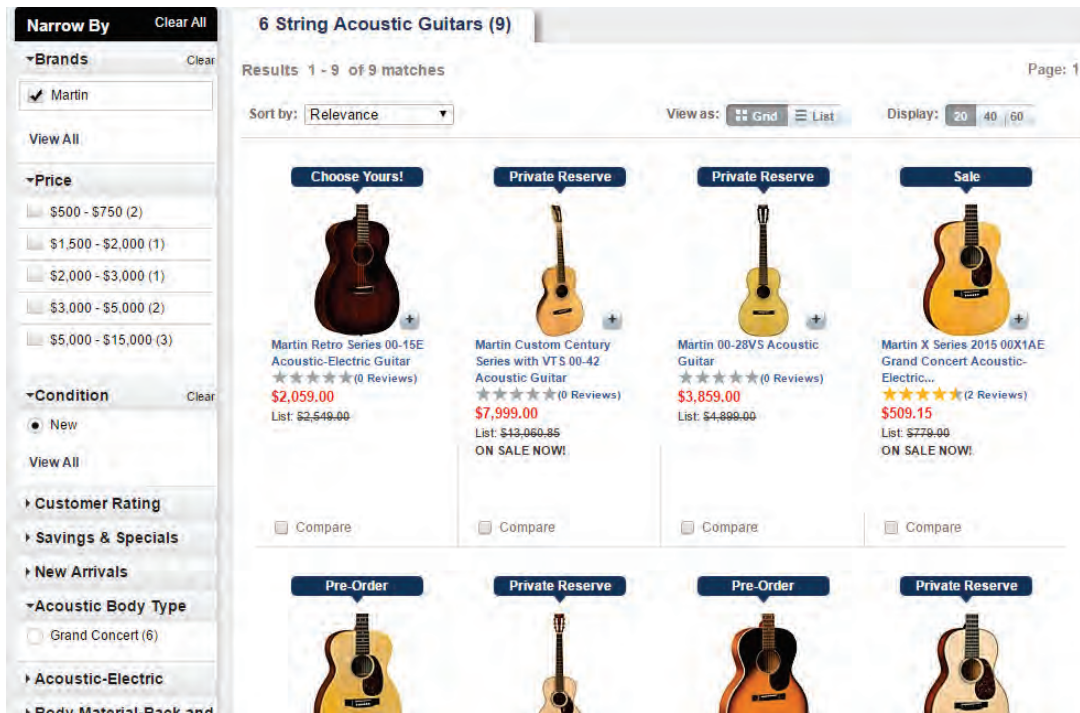 Narrow By Clear All
Brands Clear
Martin
View All
Price
$500 - $750 (2)
$1,500 - $2,000 (1)
$2,000 - $3,000 (1)
$3,000 - $5,000 (2)
$5,000 - $15,000 (3)
Condition Clear
New
View All
Customer Rating
Savings & Specials
New Arrivals
Acoustic Body Type
Grand Concert (6)
Acoustic-Electric
Body Material Back and
6 String Acoustic Guitars (9)
Results 1 - 9 of 9 matches Page: 1
Sort by: Relevance View as: Grid List Display: 20 40 60
Choose Yours!
Martin Retro Series 00-15E
Acoustic-Electric Guitar
(0 Reviews)
$2,059.00
List: $2,549.00
Compare
Private Reserve
Martin Custom Century
Series with VTS 00-42
Acoustic Guitar
(0 Reviews)
$7,999.00
List: $13,060.85
ON SALE NOW!
Compare
Private Reserve
Martin 00-28VS Acoustic
Guitar
(0 Reviews)
$3,859.00
List: $4,899.00
Compare
Sale
Martin X Series 2015 00X1AE
Grand Concert Acoustic-
Electric...
(2 Reviews)
$509.15
List: $779.00
ON SALE NOW!
Compare
Pre-Order
Private Reserve
Pre-Order
Private Reserve